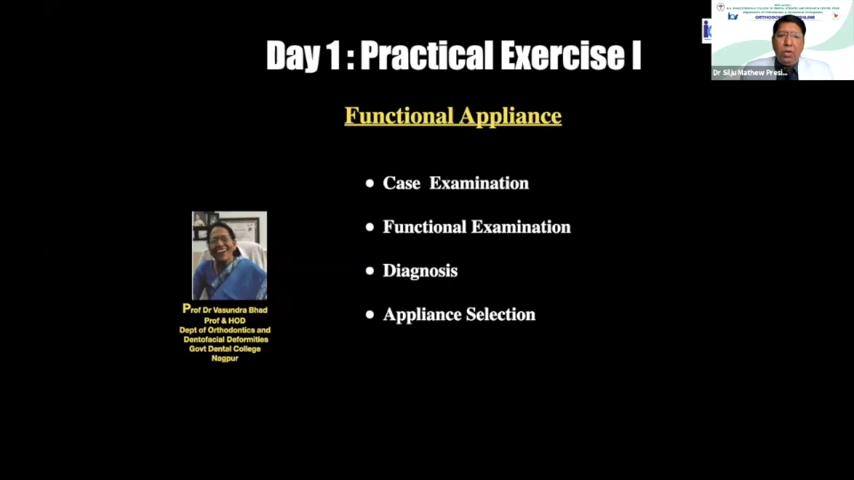 Day 1 : Practical Exercise I
Functional Appliance
• Case Examination
• Functional Examination
• Diagnosis
• Appliance Selection
Prof Dr Vasundra Bhad
Prof & HOD
Dept of Orthodontics and
Dentofacial Deformities
Govt Dental College
Nagpur
Dr Silju Mathew Presi...